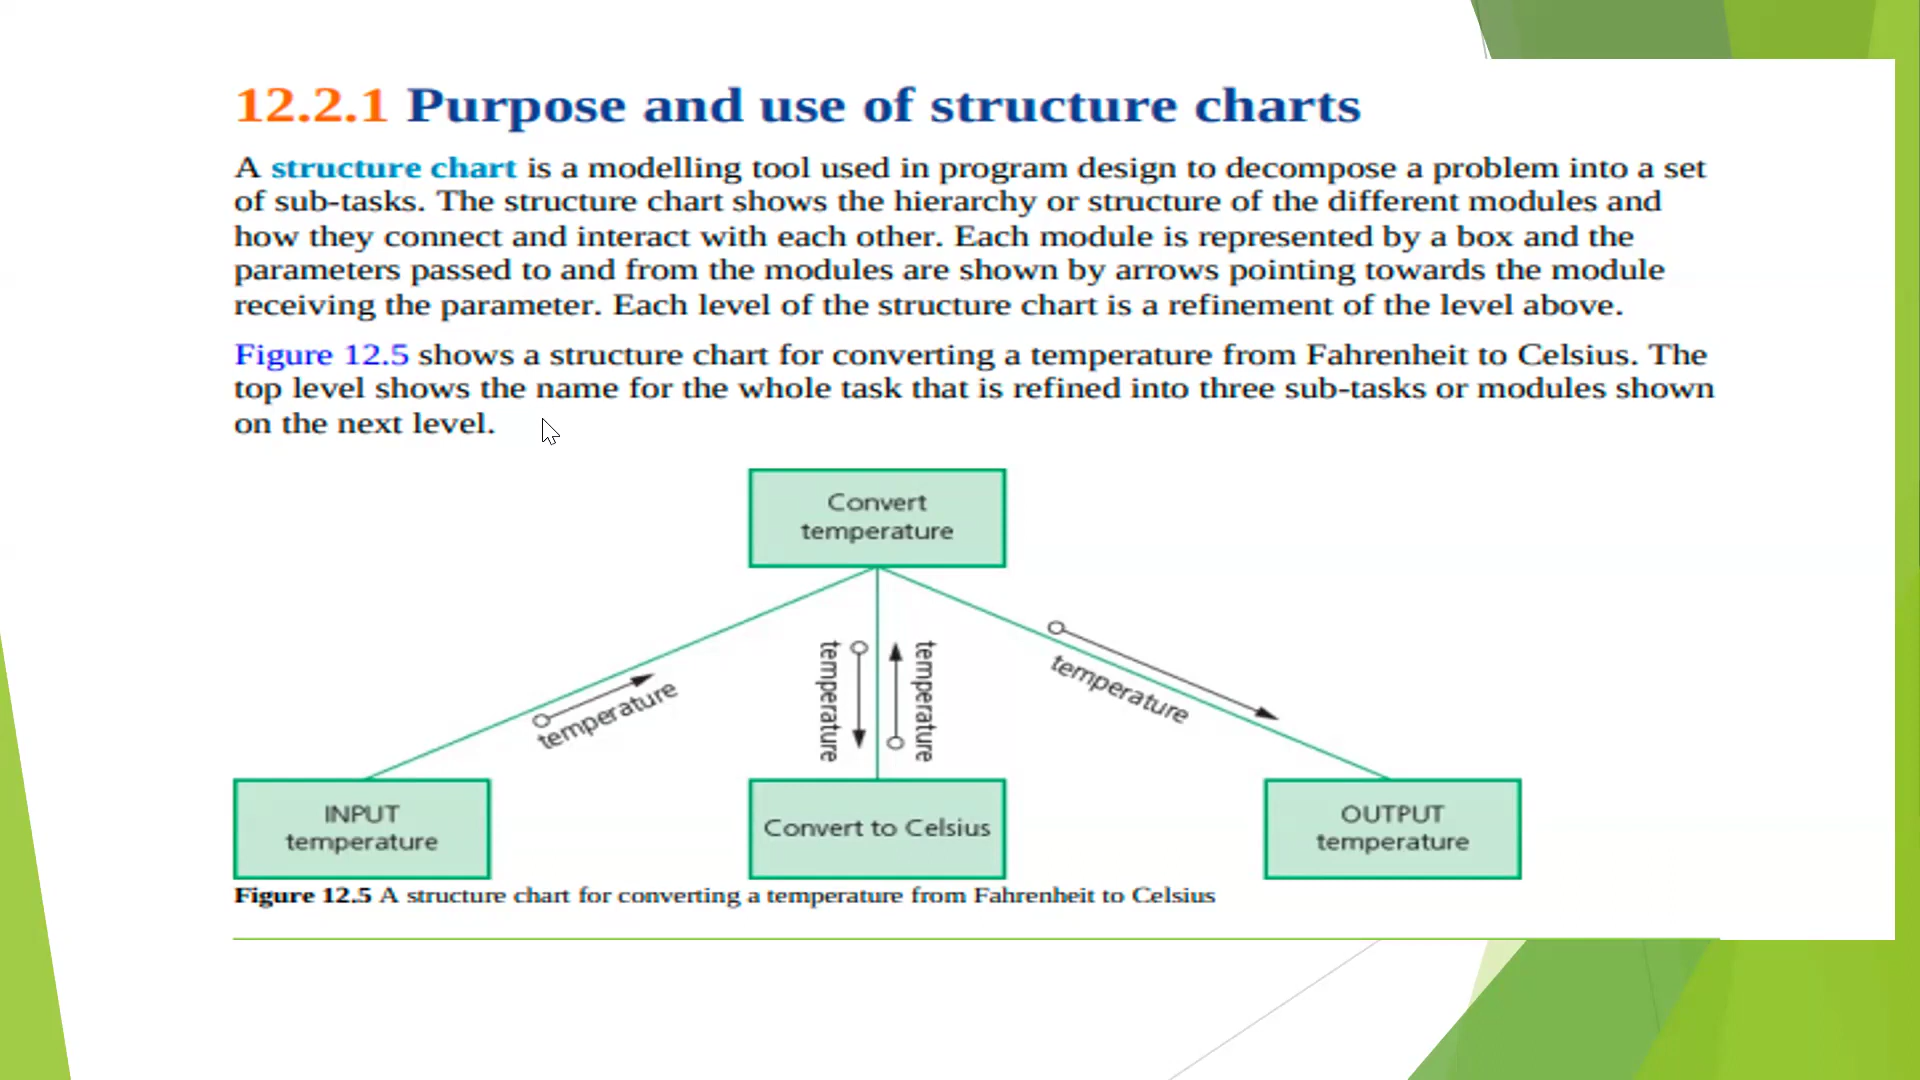 12.2.1 Purpose and use of structure charts
A structure chart is a modelling tool used in program design to decompose a problem into a set
of sub-tasks. The structure chart shows the hierarchy or structure of the different modules and
how they connect and interact with each other. Each module is represented by a box and the
parameters passed to and from the modules are shown by arrows pointing towards the module
receiving the parameter. Each level of the structure chart is a refinement of the level above.
Figure 12.5 shows a structure chart for converting a temperature from Fahrenheit to Celsius. The
top level shows the name for the whole task that is refined into three sub-tasks or modules shown
on the next level.
Convert
temperature
temperature
temperature
temperature
temperature
INPUT
temperature
Convert to Celsius
OUTPUT
temperature
Figure 12.5 A structure chart for converting a temperature from Fahrenheit to Celsius